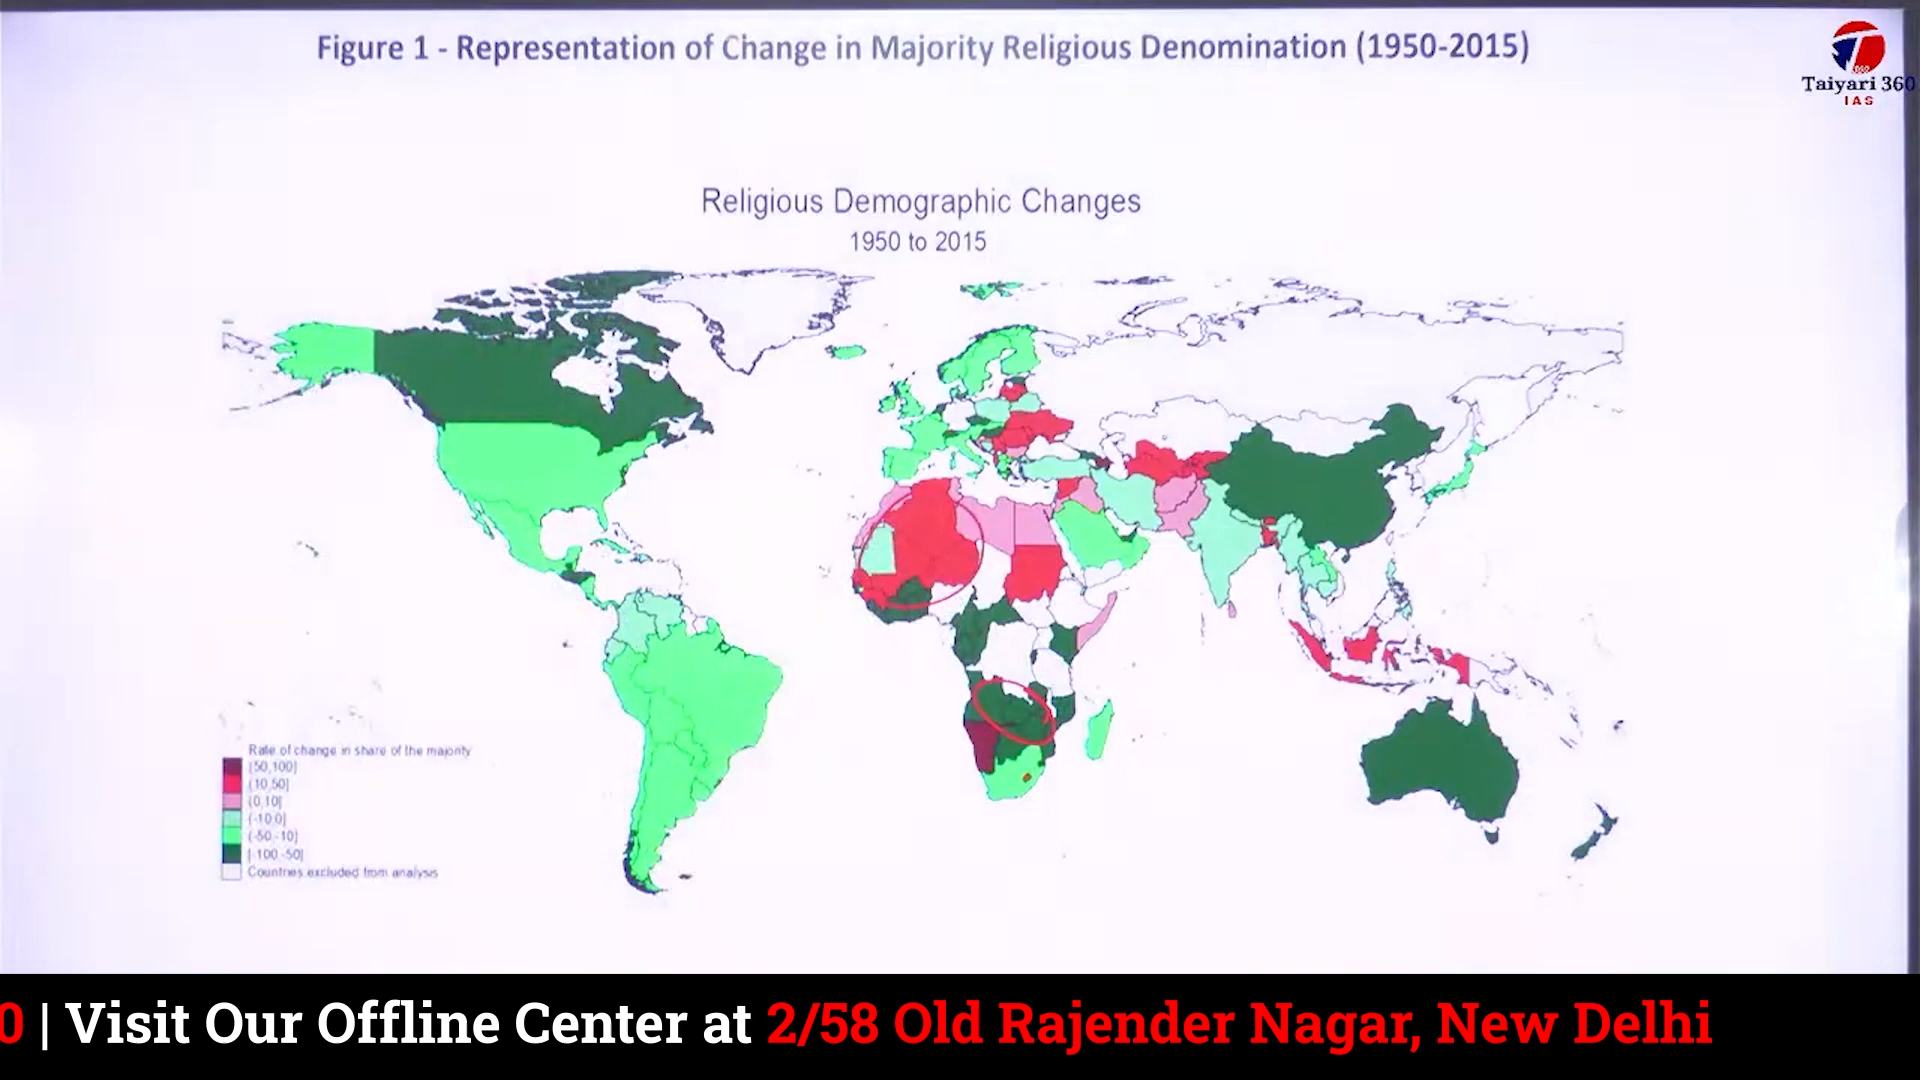 Figure 1 - Representation of Change in Majority Religious Denomination (1950-2015)
Taiyari 360
IAS
Religious Demographic Changes
1950 to 2015
Rate of change in share of the majority
[50,100]
(10,50]
(0,10]
(-10,0]
(-50,-10]
[-100,-50]
Countries excluded from analysis
0 | Visit Our Offline Center at 2/58 Old Rajender Nagar, New Delhi